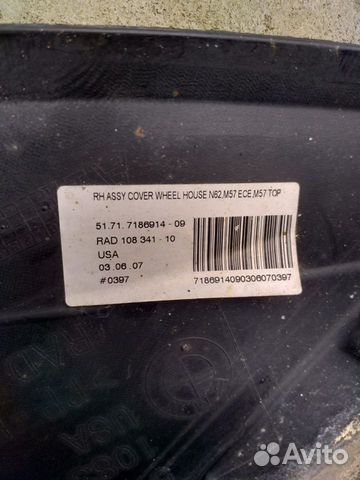 RH ASSY COVER WHEEL HOUSE N62,M57 ECE,M57 TOP
51.71. 7186914 - 09
RAD 108 341 - 10
USA
03 .06 . 07
# 0397
7186914090306070397
USA
Avito